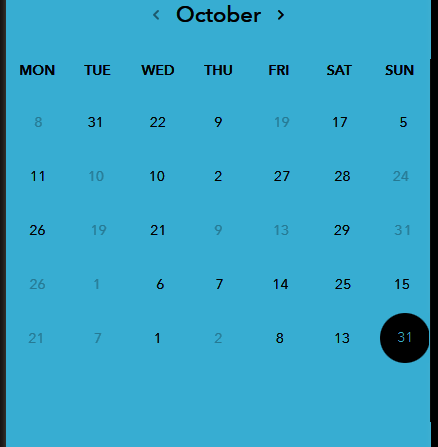 ‹ October ›
MON TUE WED THU FRI SAT SUN
8 31 22 9 19 17 5
11 10 10 2 27 28 24
26 19 21 9 13 29 31
26 1 6 7 14 25 15
21 7 1 2 8 13 31